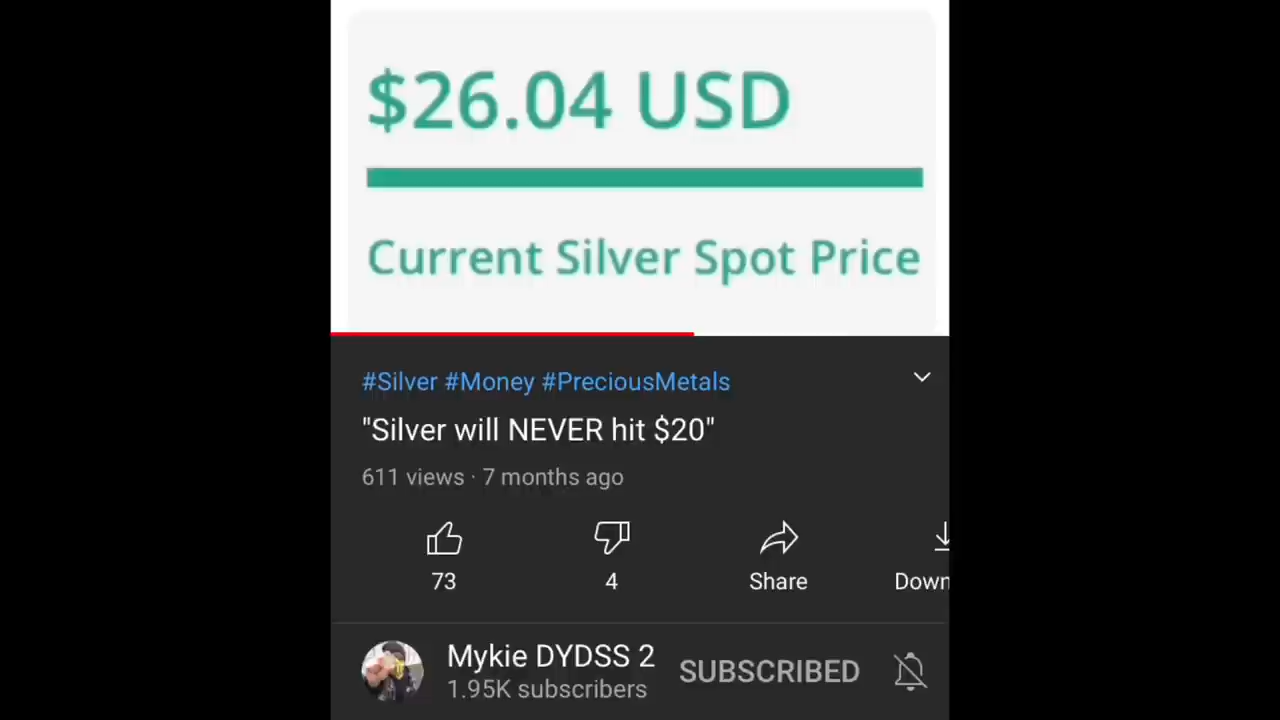 $26.04 USD
Current Silver Spot Price
#Silver #Money #PreciousMetals
"Silver will NEVER hit $20"
611 views · 7 months ago
73
4
Share
Down
Mykie DYDSS 2
1.95K subscribers
SUBSCRIBED